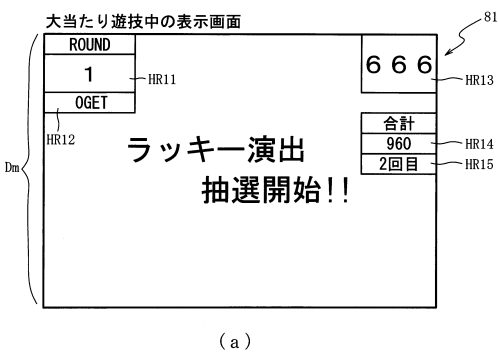 大当たり遊技中の表示画面
81
ROUND
1
HR11
0GET
HR12
666
HR13
合計
960
HR14
2回目
HR15
Dm
ラッキー演出
抽選開始!!
(a)